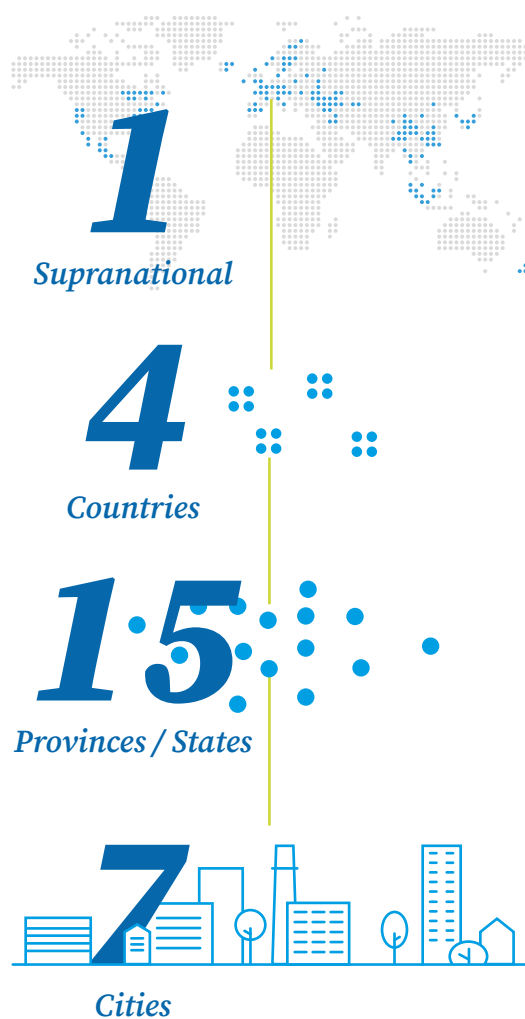 1
Supranational
4
Countries
15
Provinces / States
7
Cities